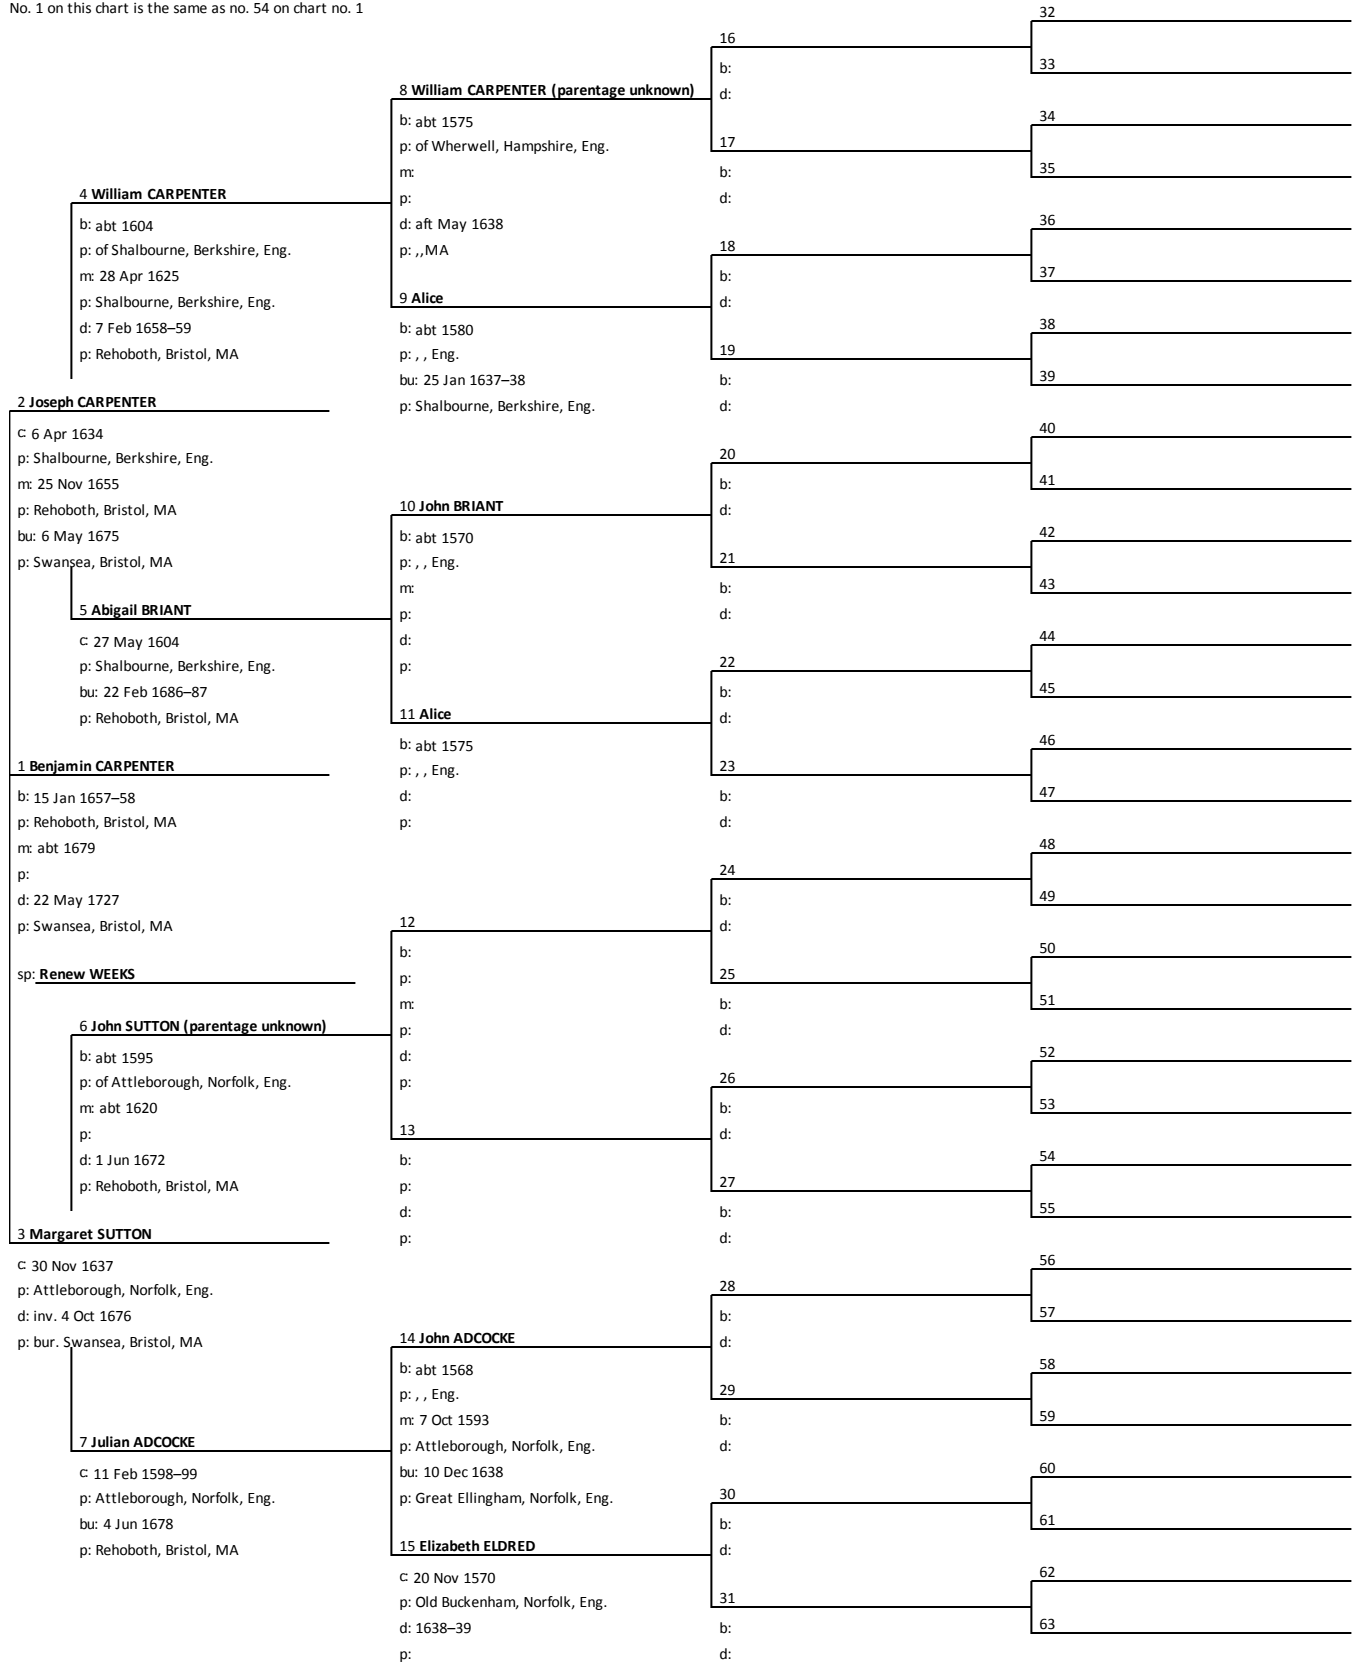 No. 1 on this chart is the same as no. 54 on chart no. 1
4 William CARPENTER
b: abt 1604
p: of Shalbourne, Berkshire, Eng.
m: 28 Apr 1625
p: Shalbourne, Berkshire, Eng.
d: 7 Feb 1658–59
p: Rehoboth, Bristol, MA
2 Joseph CARPENTER
c: 6 Apr 1634
p: Shalbourne, Berkshire, Eng.
m: 25 Nov 1655
p: Rehoboth, Bristol, MA
bu: 6 May 1675
p: Swansea, Bristol, MA
5 Abigail BRIANT
c: 27 May 1604
p: Shalbourne, Berkshire, Eng.
bu: 22 Feb 1686–87
p: Rehoboth, Bristol, MA
1 Benjamin CARPENTER
b: 15 Jan 1657–58
p: Rehoboth, Bristol, MA
m: abt 1679
p:
d: 22 May 1727
p: Swansea, Bristol, MA
sp: Renew WEEKS
6 John SUTTON (parentage unknown)
b: abt 1595
p: of Attleborough, Norfolk, Eng.
m: abt 1620
p:
d: 1 Jun 1672
p: Rehoboth, Bristol, MA
3 Margaret SUTTON
c: 30 Nov 1637
p: Attleborough, Norfolk, Eng.
d: inv. 4 Oct 1676
p: bur. Swansea, Bristol, MA
7 Julian ADCOCKE
c: 11 Feb 1598–99
p: Attleborough, Norfolk, Eng.
bu: 4 Jun 1678
p: Rehoboth, Bristol, MA
8 William CARPENTER (parentage unknown)
b: abt 1575
p: of Wherwell, Hampshire, Eng.
m:
p:
d: aft May 1638
p: ,,MA
9 Alice
b: abt 1580
p: , , Eng.
bu: 25 Jan 1637–38
p: Shalbourne, Berkshire, Eng.
10 John BRIANT
b: abt 1570
p: , , Eng.
m:
p:
d:
p:
11 Alice
b: abt 1575
p: , , Eng.
d:
p:
12
b:
p:
m:
p:
d:
p:
13
b:
p:
d:
p:
14 John ADCOCKE
b: abt 1568
p: , , Eng.
m: 7 Oct 1593
p: Attleborough, Norfolk, Eng.
bu: 10 Dec 1638
p: Great Ellingham, Norfolk, Eng.
15 Elizabeth ELDRED
c: 20 Nov 1570
p: Old Buckenham, Norfolk, Eng.
d: 1638–39
p:
16
b:
d:
17
b:
d:
18
b:
d:
19
b:
d:
20
b:
d:
21
b:
d:
22
b:
d:
23
b:
d:
24
b:
d:
25
b:
d:
26
b:
d:
27
b:
d:
28
b:
d:
29
b:
d:
30
b:
d:
31
b:
d:
32
33
34
35
36
37
38
39
40
41
42
43
44
45
46
47
48
49
50
51
52
53
54
55
56
57
58
59
60
61
62
63